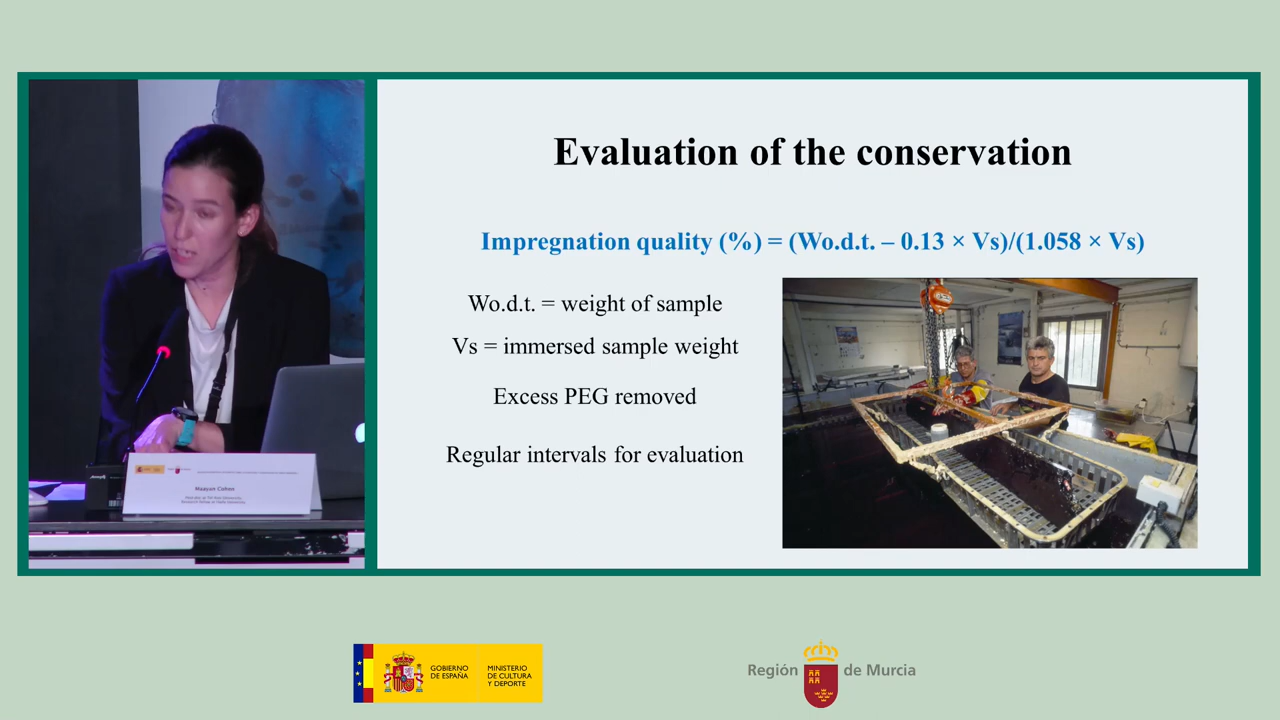 Evaluation of the conservation
Impregnation quality (%) = (Wo.d.t. – 0.13 × Vs)/(1.058 × Vs)
Wo.d.t. = weight of sample
Vs = immersed sample weight
Excess PEG removed
Regular intervals for evaluation
Maayan Cohen
GOBIERNO
DE ESPAÑA
MINISTERIO
DE CULTURA
Y DEPORTE
Región de Murcia